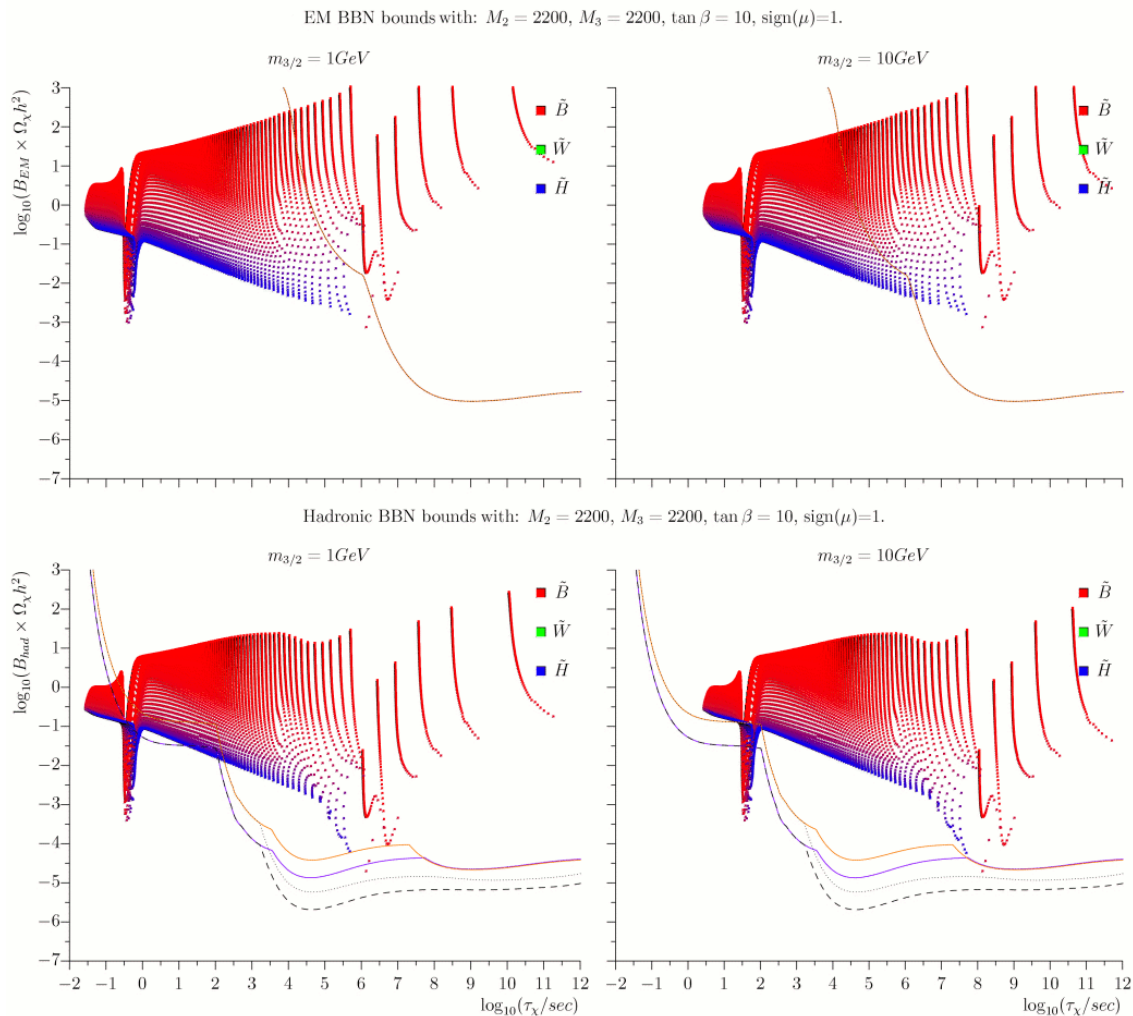 EM BBN bounds with: M₂ = 2200, M₃ = 2200, tan β = 10, sign(μ)=1.
m₃/₂ = 1GeV
m₃/₂ = 10GeV
log₁₀(B_EM × Ω_χ h²)
3
2
1
0
−1
−2
−3
−4
−5
−6
−7
B̃
W̃
H̃
B̃
W̃
H̃
Hadronic BBN bounds with: M₂ = 2200, M₃ = 2200, tan β = 10, sign(μ)=1.
m₃/₂ = 1GeV
m₃/₂ = 10GeV
log₁₀(B_had × Ω_χ h²)
3
2
1
0
−1
−2
−3
−4
−5
−6
−7
B̃
W̃
H̃
B̃
W̃
H̃
−2 −1 0 1 2 3 4 5 6 7 8 9 10 11 12
−2 −1 0 1 2 3 4 5 6 7 8 9 10 11 12
log₁₀(τ_χ/sec)
log₁₀(τ_χ/sec)